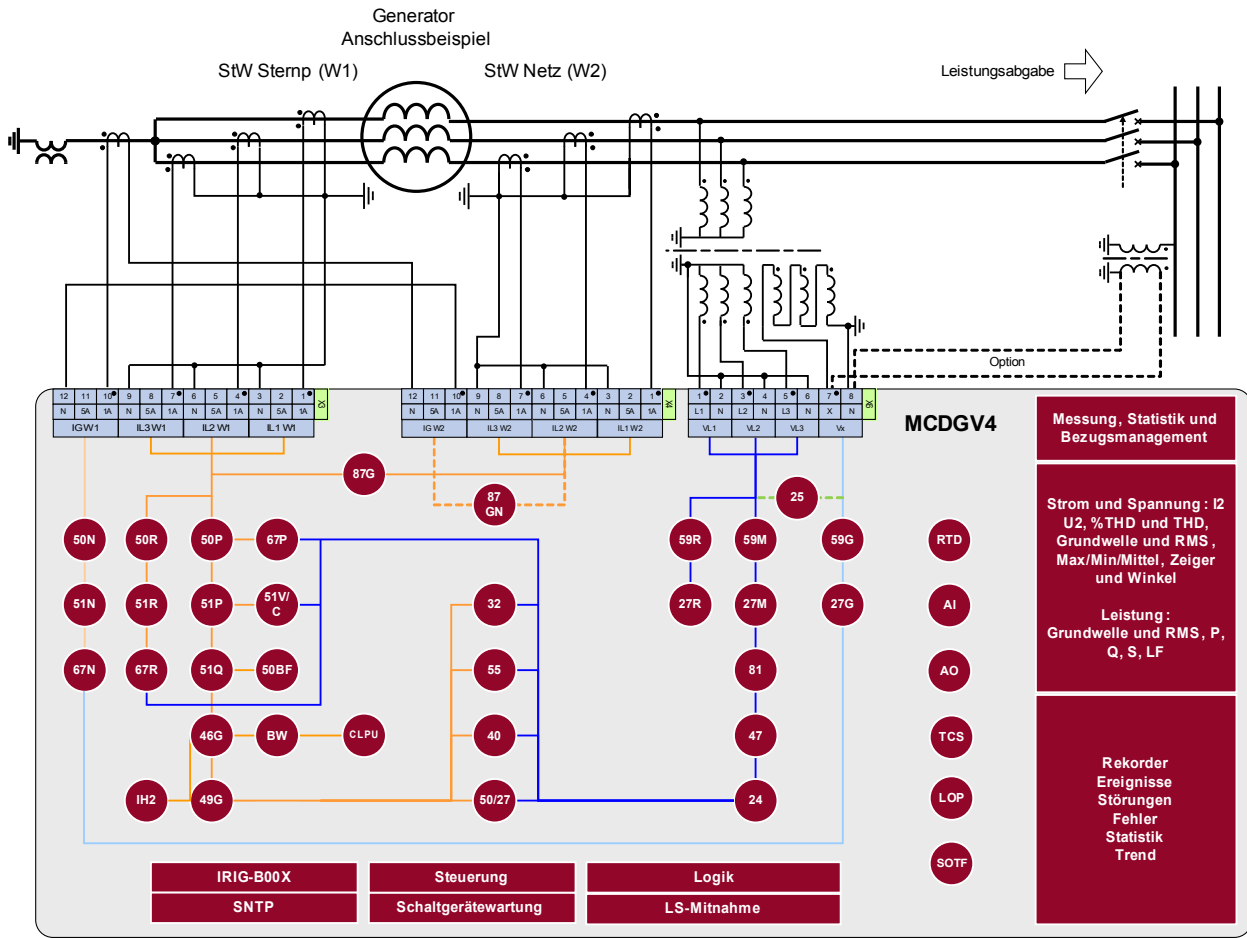 Generator
Anschlussbeispiel
StW Sternp (W1)
StW Netz (W2)
Leistungsabgabe
Option
12 11 10 9 8 7 6 5 4 3 2 1
N 5A 1A N 5A 1A N 5A 1A N 5A 1A
IG W1 IL3 W1 IL2 W1 IL1 W1
12 11 10 9 8 7 6 5 4 3 2 1
N 5A 1A N 5A 1A N 5A 1A N 5A 1A
IG W2 IL3 W2 IL2 W2 IL1 W2
X4
1 2 3 4 5 6 7 8
L1 N L2 N L3 N X N
VL1 VL2 VL3 Vx
MCDGV4
87G
87
GN
25
50N
50R
50P
67P
59R
59M
59G
RTD
51N
51R
51P
51V/
C
32
27R
27M
27G
AI
67N
67R
51Q
50BF
55
81
AO
46G
BW
CLPU
40
47
TCS
IH2
49G
50/27
24
LOP
SOTF
Messung, Statistik und
Bezugsmanagement
Strom und Spannung : I2
U2, %THD und THD,
Grundwelle und RMS ,
Max/Min/Mittel, Zeiger
und Winkel
Leistung :
Grundwelle und RMS, P,
Q, S, LF
Rekorder
Ereignisse
Störungen
Fehler
Statistik
Trend
IRIG-B00X
Steuerung
Logik
SNTP
Schaltgerätewartung
LS-Mitnahme